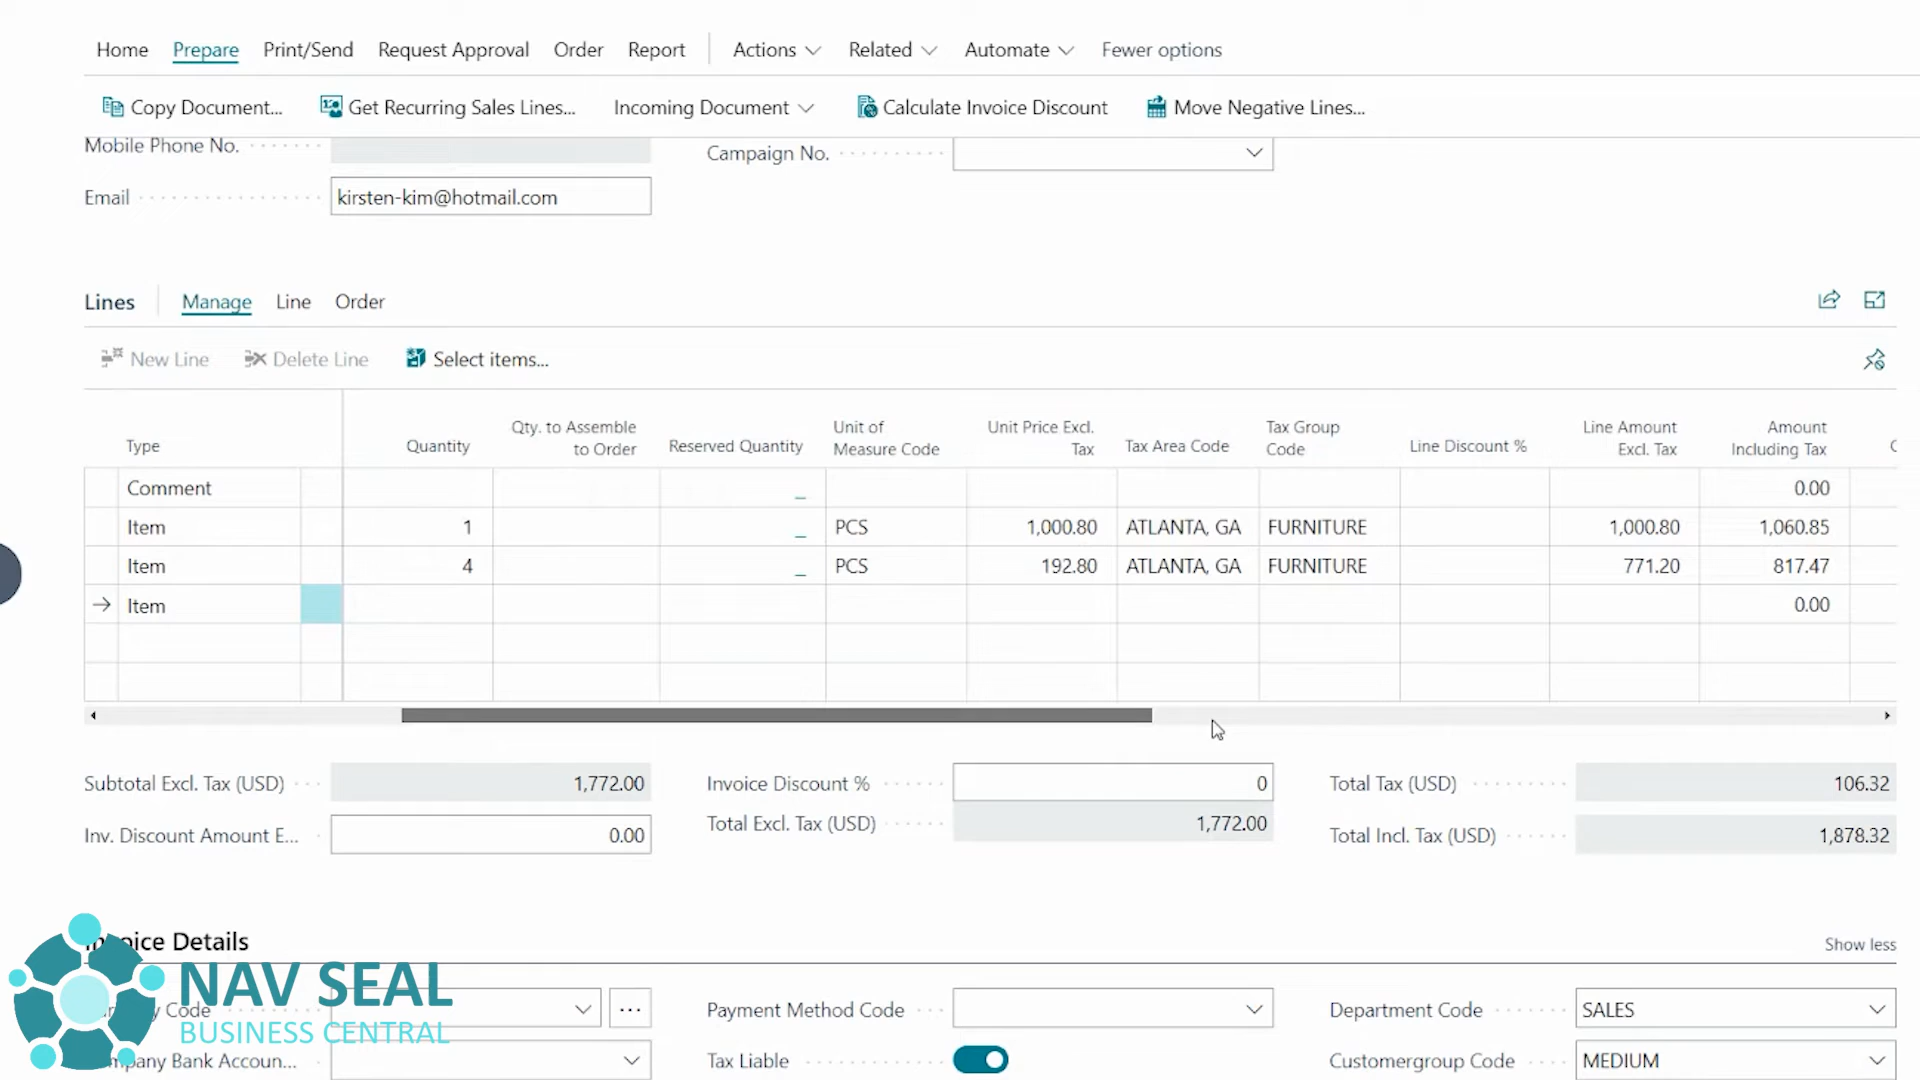 Home Prepare Print/Send Request Approval Order Report Actions Related Automate Fewer options
Copy Document... Get Recurring Sales Lines... Incoming Document Calculate Invoice Discount Move Negative Lines...
Mobile Phone No. Campaign No.
Email kirsten-kim@hotmail.com
Lines Manage Line Order
New Line Delete Line Select items...
Type Quantity Qty. to Assemble to Order Reserved Quantity Unit of Measure Code Unit Price Excl. Tax Tax Area Code Tax Group Code Line Discount % Line Amount Excl. Tax Amount Including Tax
Comment _ 0.00
Item 1 _ PCS 1,000.80 ATLANTA, GA FURNITURE 1,000.80 1,060.85
Item 4 _ PCS 192.80 ATLANTA, GA FURNITURE 771.20 817.47
Item 0.00
Subtotal Excl. Tax (USD) 1,772.00 Invoice Discount % 0 Total Tax (USD) 106.32
Total Excl. Tax (USD) 1,772.00
Inv. Discount Amount E... 0.00 Total Incl. Tax (USD) 1,878.32
Invoice Details Show less
NAV SEAL
Code ... Payment Method Code Department Code SALES
BUSINESS CENTRAL
Accoun... Tax Liable Customergroup Code MEDIUM